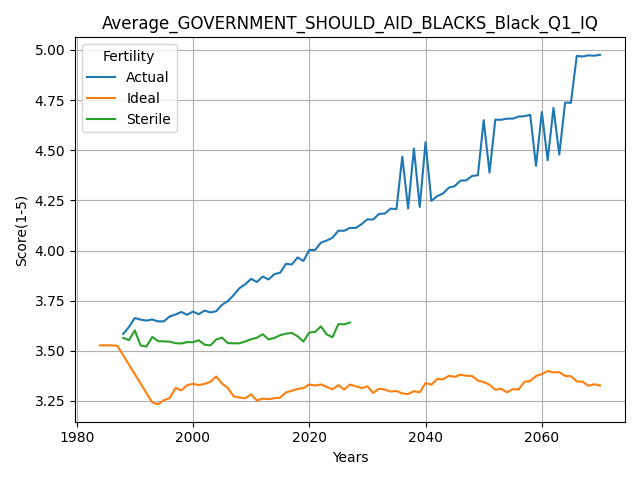 Average_GOVERNMENT_SHOULD_AID_BLACKS_Black_Q1_IQ
Fertility
Actual
Ideal
Sterile
Score(1-5)
5.00
4.75
4.50
4.25
4.00
3.75
3.50
3.25
1980
2000
2020
2040
2060
Years